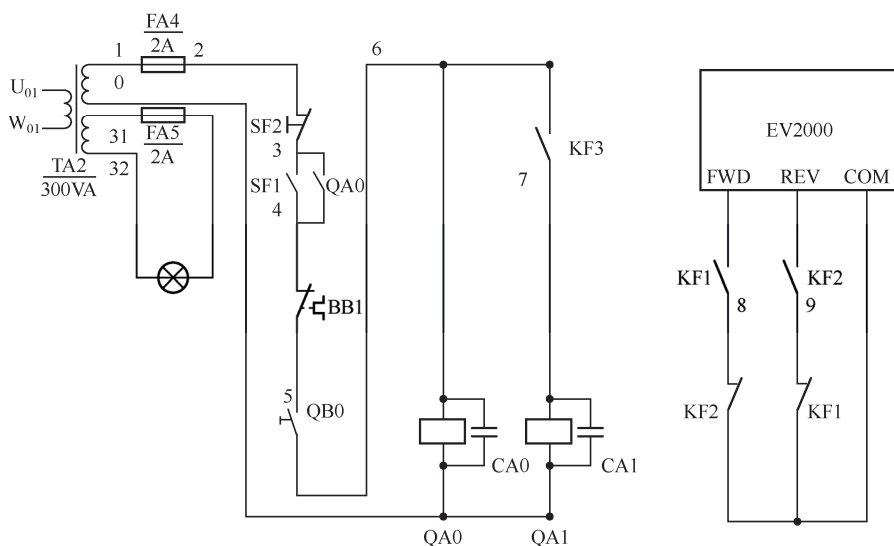 FA4
2A
1
2
0
U₀₁
W₀₁
31
32
FA5
2A
TA2
300VA
SF2
3
SF1
QA0
4
BB1
5
QB0
6
KF3
7
CA0
CA1
QA0
QA1
EV2000
FWD REV COM
KF1
KF2
8
9
KF2
KF1